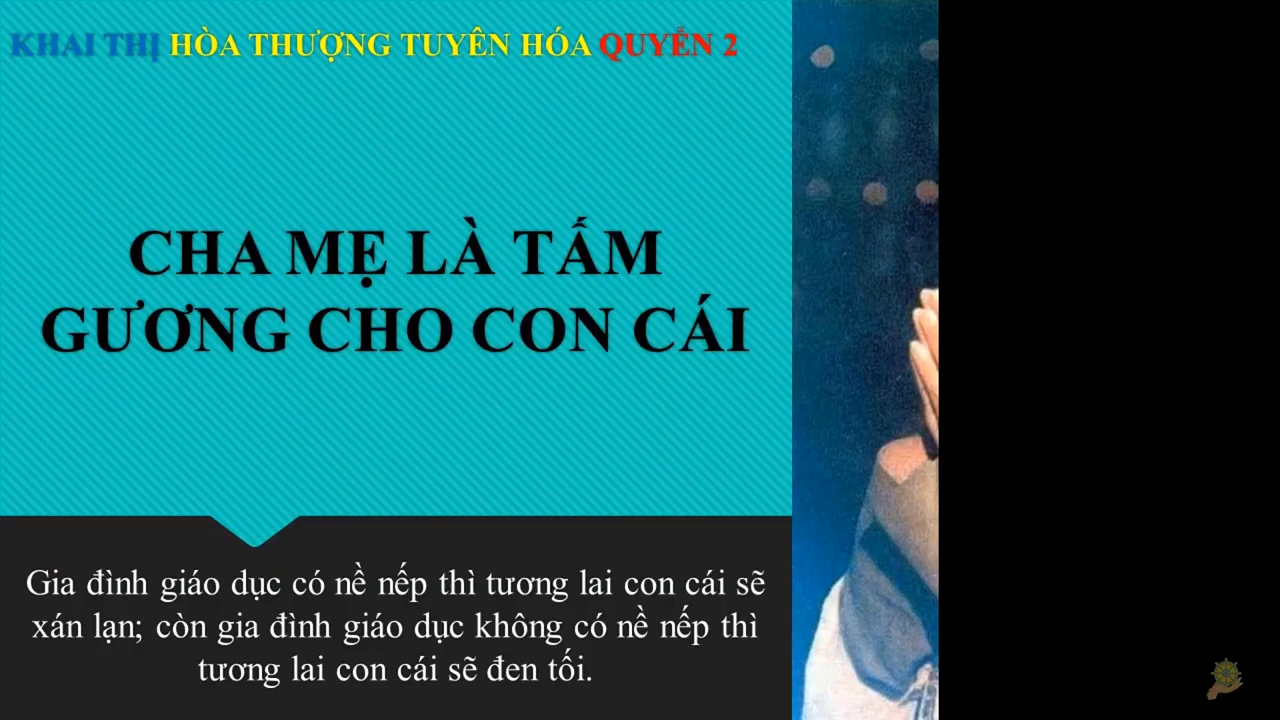 KHAI THỊ HÒA THƯỢNG TUYÊN HÓA QUYỂN 2
CHA MẸ LÀ TẤM
GƯƠNG CHO CON CÁI
Gia đình giáo dục có nề nếp thì tương lai con cái sẽ
xán lạn; còn gia đình giáo dục không có nề nếp thì
tương lai con cái sẽ đen tối.